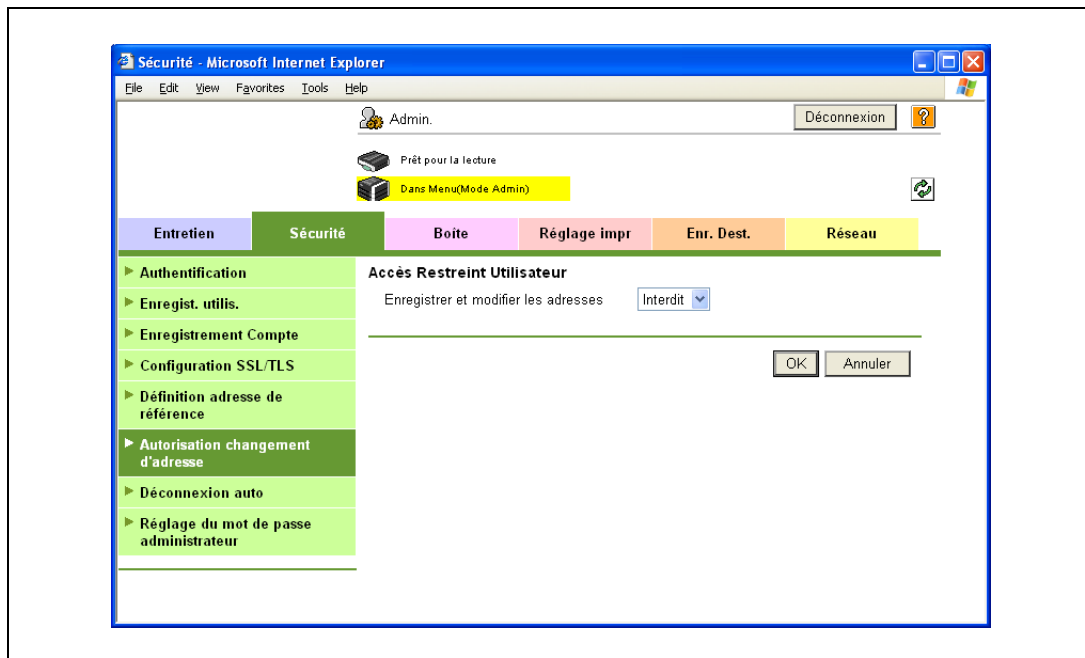 Sécurité - Microsoft Internet Explorer
File Edit View Favorites Tools Help
Admin.
Déconnexion
?
Prêt pour la lecture
Dans Menu(Mode Admin)
Entretien
Sécurité
Boîte
Réglage impr
Enr. Dest.
Réseau
Authentification
Enregist. utilis.
Enregistrement Compte
Configuration SSL/TLS
Définition adresse de
référence
Autorisation changement
d'adresse
Déconnexion auto
Réglage du mot de passe
administrateur
Accès Restreint Utilisateur
Enregistrer et modifier les adresses
Interdit
OK
Annuler